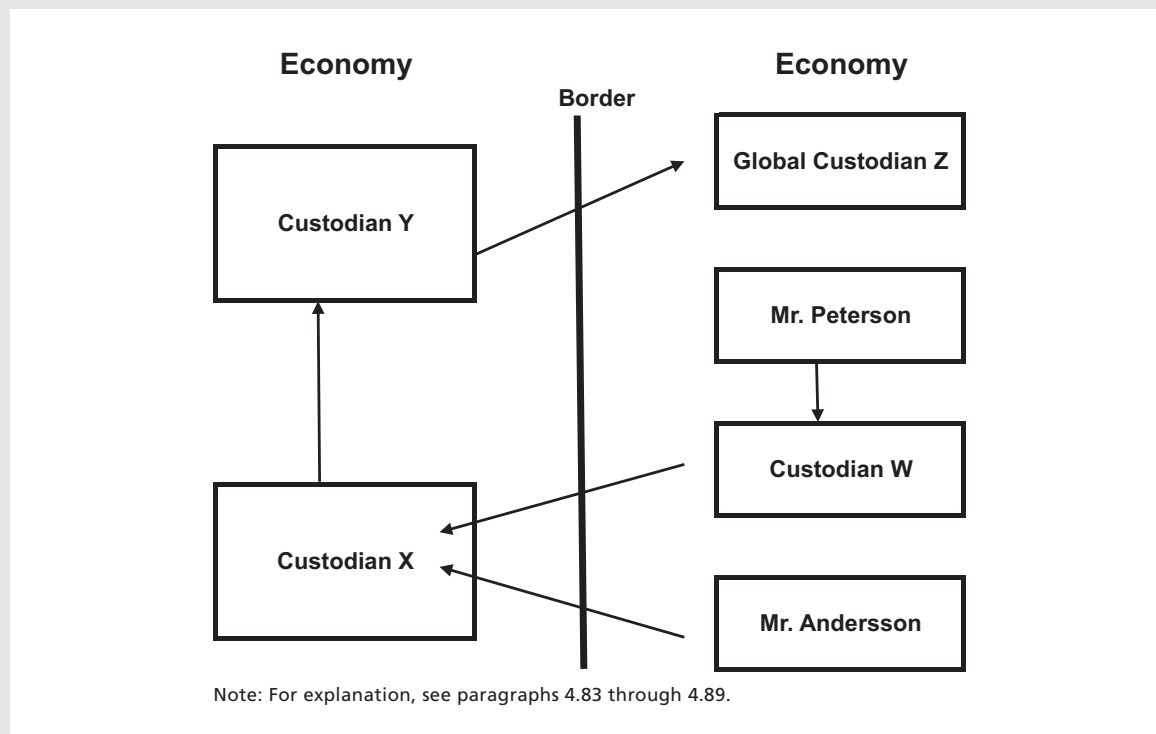 Economy
Economy
Border
Global Custodian Z
Custodian Y
Mr. Peterson
Custodian W
Custodian X
Mr. Andersson
Note: For explanation, see paragraphs 4.83 through 4.89.